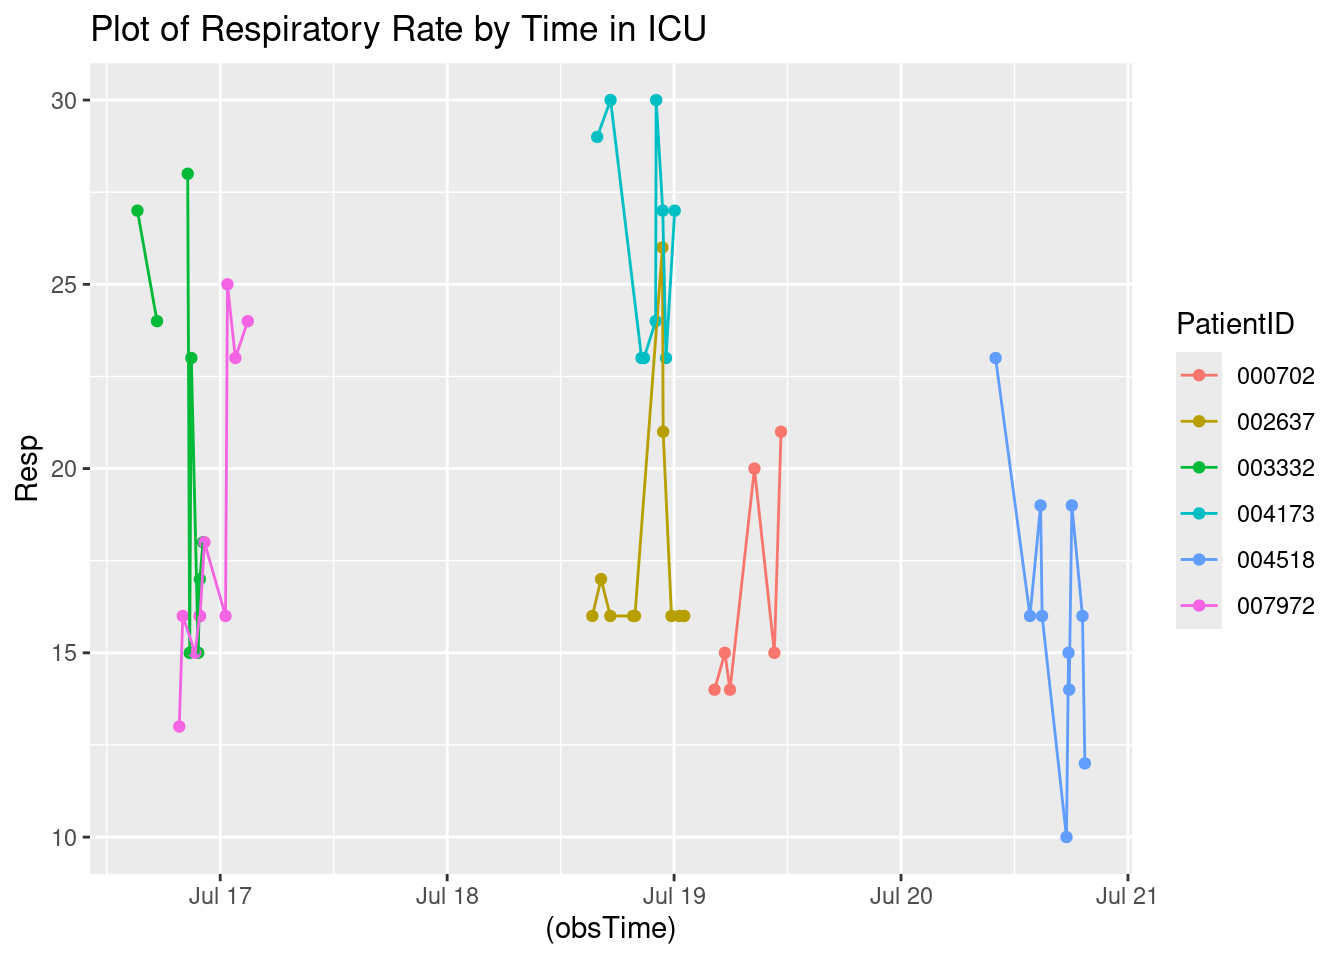 Plot of Respiratory Rate by Time in ICU
30
25
20
15
10
Resp
Jul 17 Jul 18 Jul 19 Jul 20 Jul 21
(obsTime)
PatientID
000702
002637
003332
004173
004518
007972